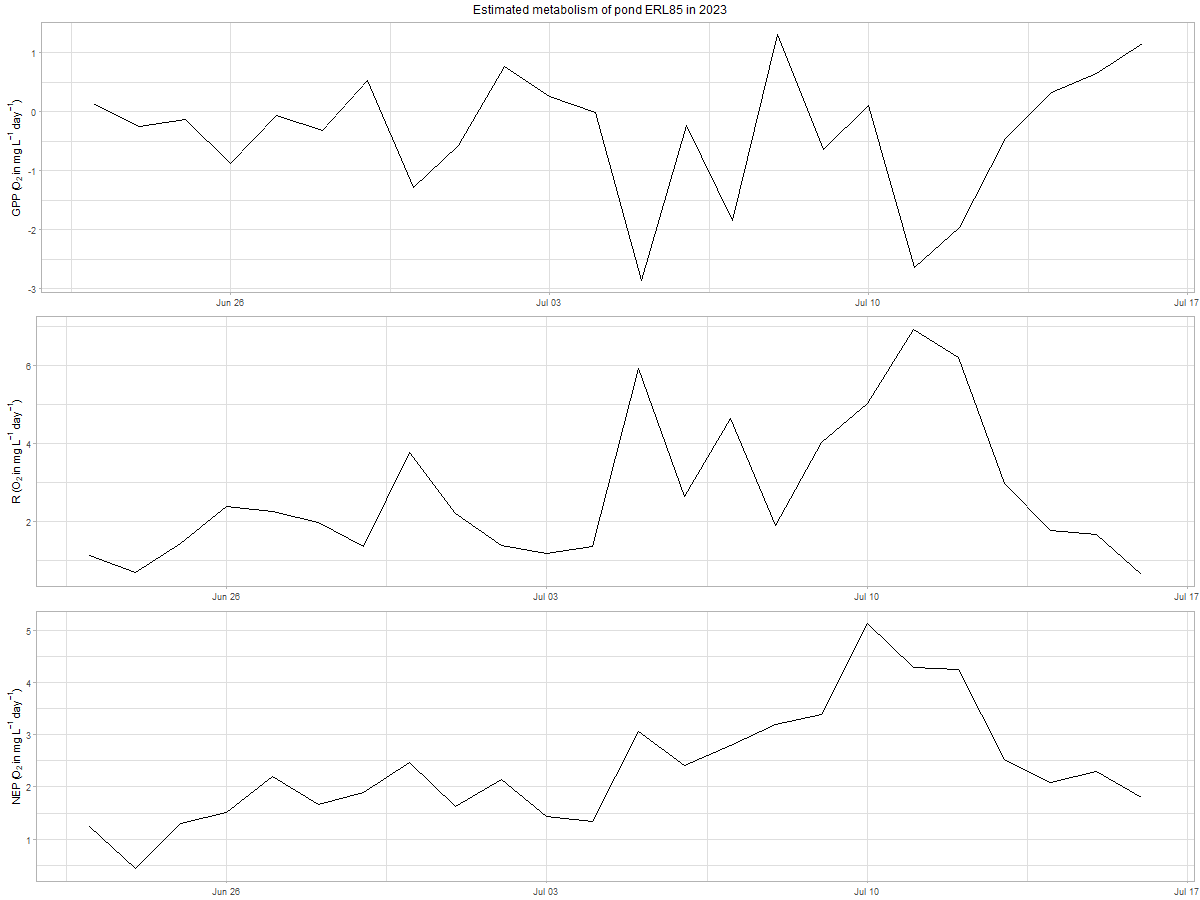 Estimated metabolism of pond ERL85 in 2023
GPP (O₂ in mg L⁻¹ day⁻¹)
1
0
-1
-2
-3
Jun 26
Jul 03
Jul 10
Jul 17
R (O₂ in mg L⁻¹ day⁻¹)
6
4
2
Jun 26
Jul 03
Jul 10
Jul 17
NEP (O₂ in mg L⁻¹ day⁻¹)
5
4
3
2
1
Jun 26
Jul 03
Jul 10
Jul 17